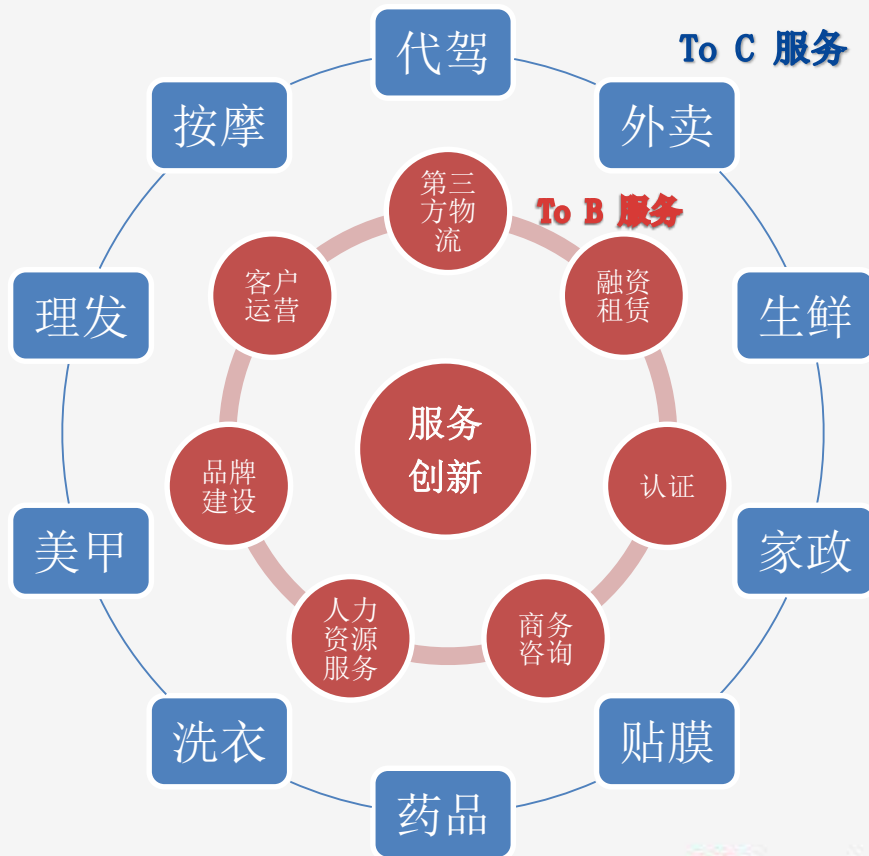 代驾
To C 服务
按摩
外卖
第三
方物
流
To B 服务
客户
运营
融资
租赁
理发
生鲜
服务
创新
品牌
建设
认证
美甲
家政
人力
资源
服务
商务
咨询
洗衣
贴膜
药品